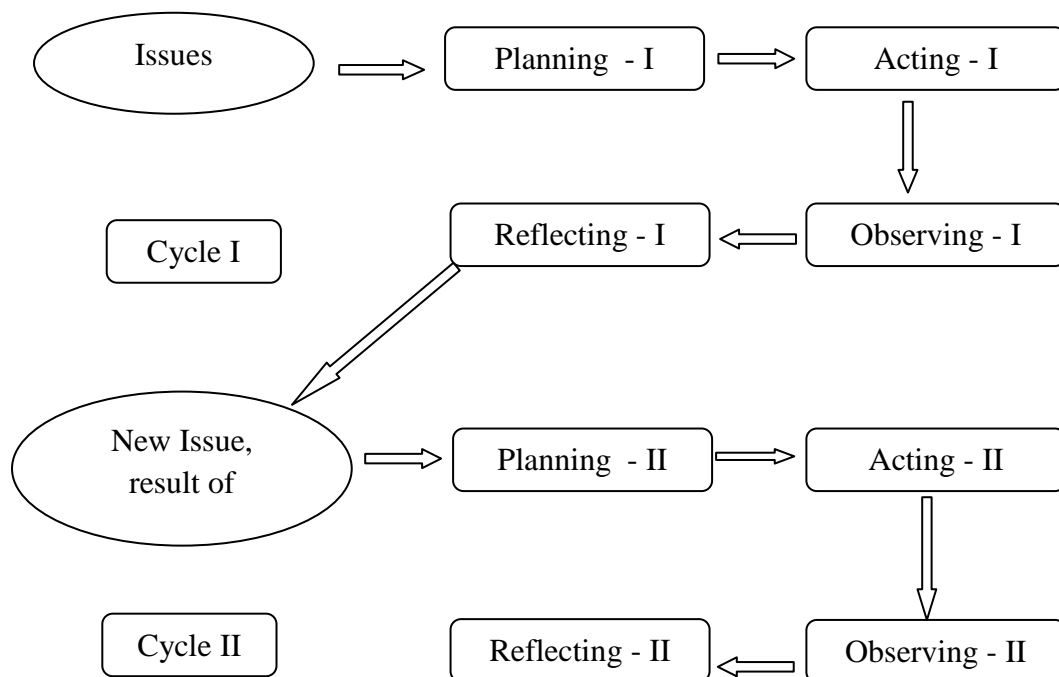 Issues
Planning - I
Acting - I
Cycle I
Reflecting - I
Observing - I
New Issue,
result of
Planning - II
Acting - II
Cycle II
Reflecting - II
Observing - II